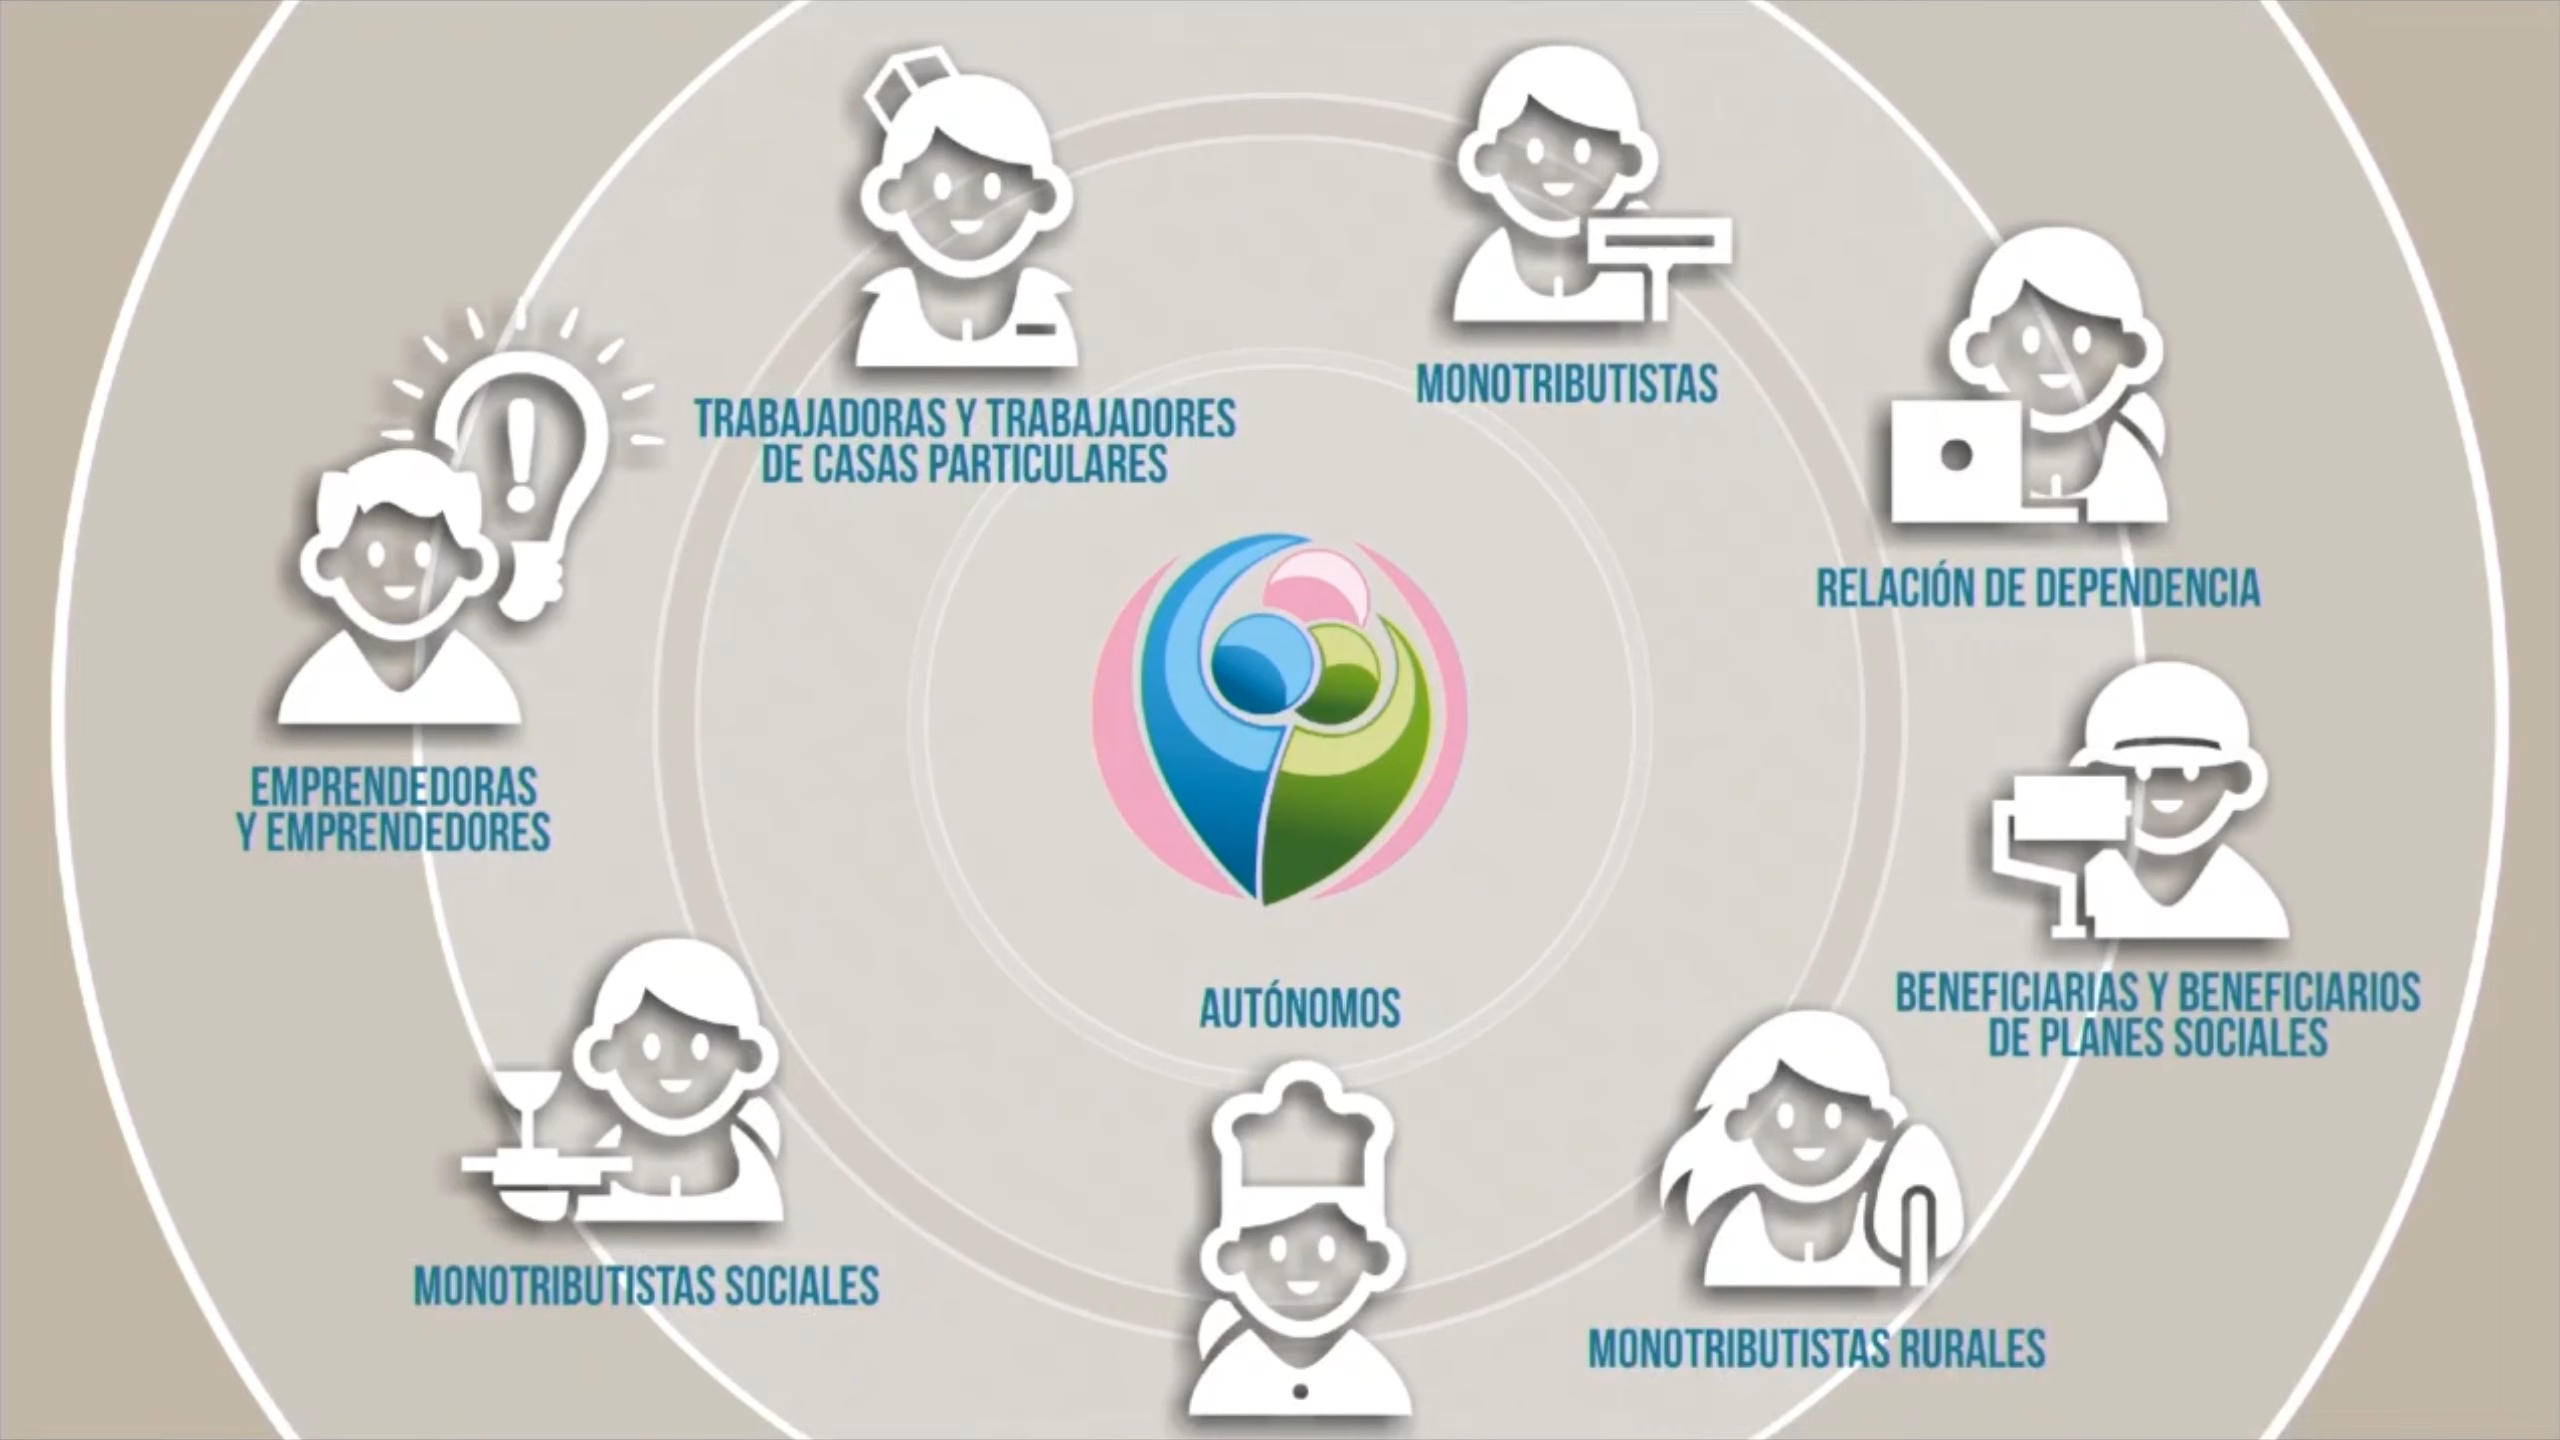 MONOTRIBUTISTAS
TRABAJADORAS Y TRABAJADORES
DE CASAS PARTICULARES
RELACIÓN DE DEPENDENCIA
EMPRENDEDORAS
Y EMPRENDEDORES
BENEFICIARIAS Y BENEFICIARIOS
DE PLANES SOCIALES
AUTÓNOMOS
MONOTRIBUTISTAS SOCIALES
MONOTRIBUTISTAS RURALES